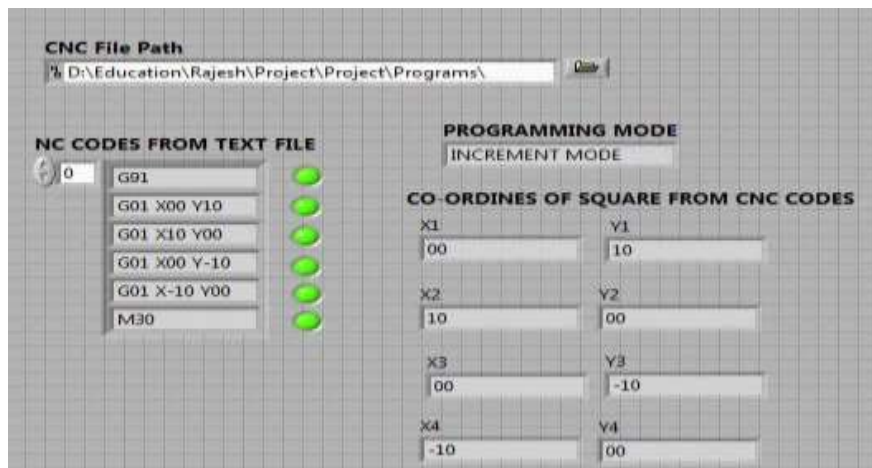 CNC File Path
D:\Education\Rajesh\Project\Project\Programs\
NC CODES FROM TEXT FILE
0
G91
G01 X00 Y10
G01 X10 Y00
G01 X00 Y-10
G01 X-10 Y00
M30
PROGRAMMING MODE
INCREMENT MODE
CO-ORDINES OF SQUARE FROM CNC CODES
X1 Y1
00 10
X2 Y2
10 00
X3 Y3
00 -10
X4 Y4
-10 00